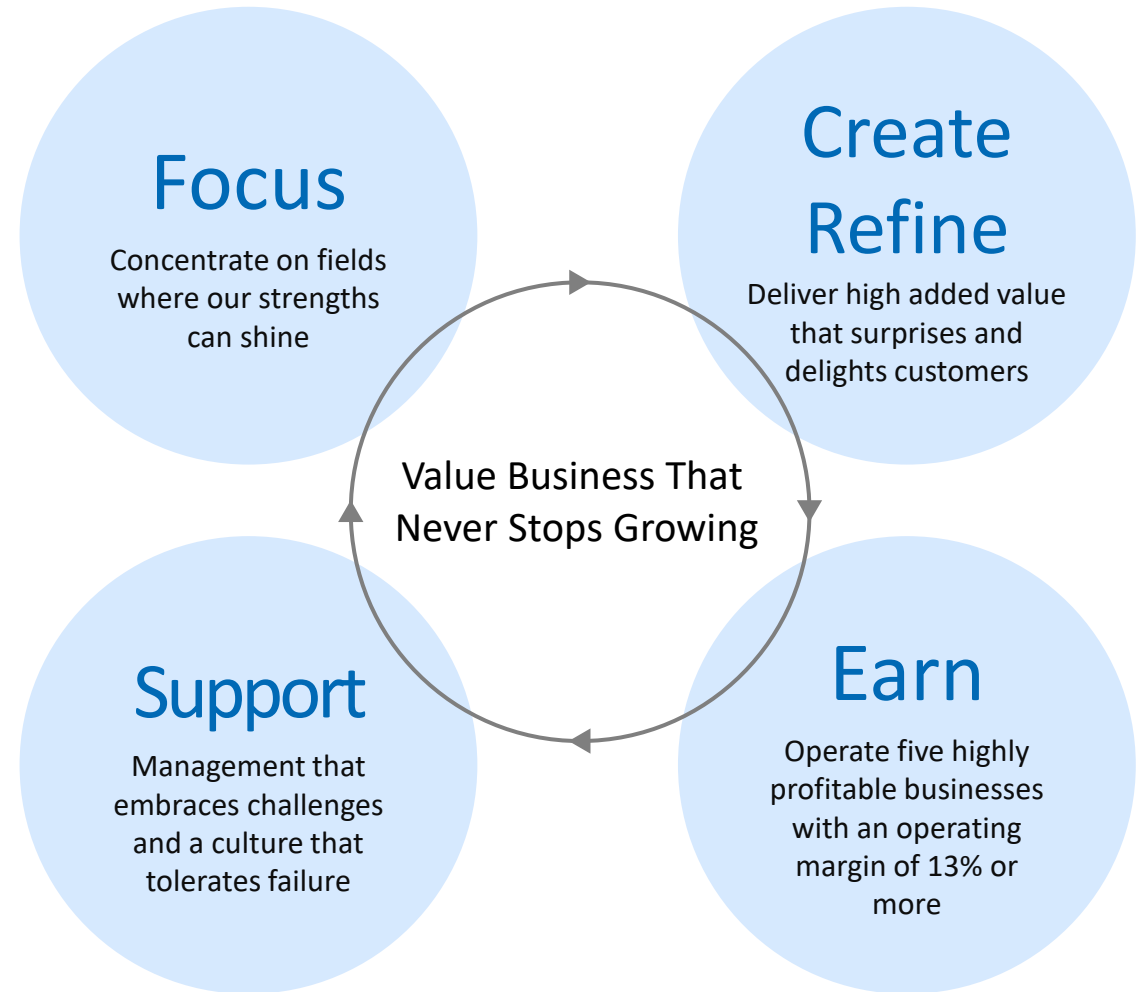 Focus
Concentrate on fields
where our strengths
can shine
Create
Refine
Deliver high added value
that surprises and
delights customers
Value Business That
Never Stops Growing
Support
Management that
embraces challenges
and a culture that
tolerates failure
Earn
Operate five highly
profitable businesses
with an operating
margin of 13% or
more